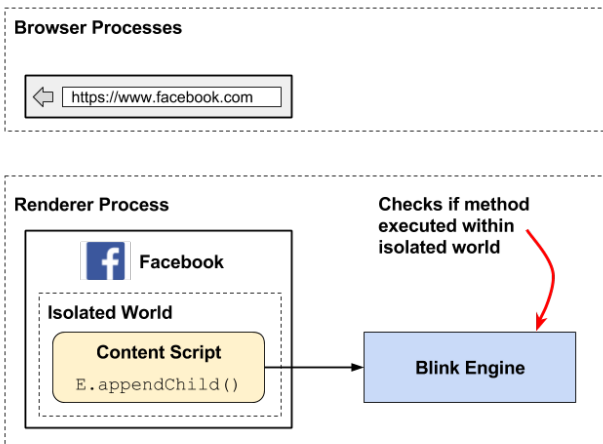 Browser Processes
https://www.facebook.com
Renderer Process
Checks if method
executed within
isolated world
f Facebook
Isolated World
Content Script
E.appendChild()
Blink Engine